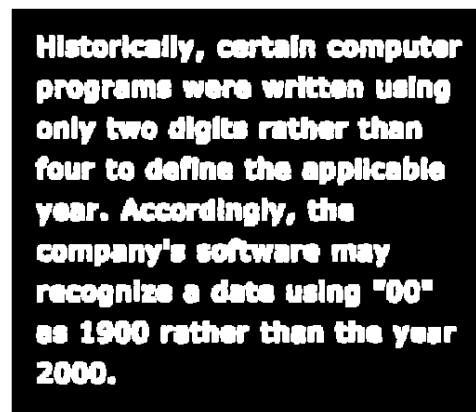 Historically, certain computer
programs were written using
only two digits rather than
four to define the applicable
year. Accordingly, the
company's software may
recognize a date using "00"
as 1900 rather than the year
2000.